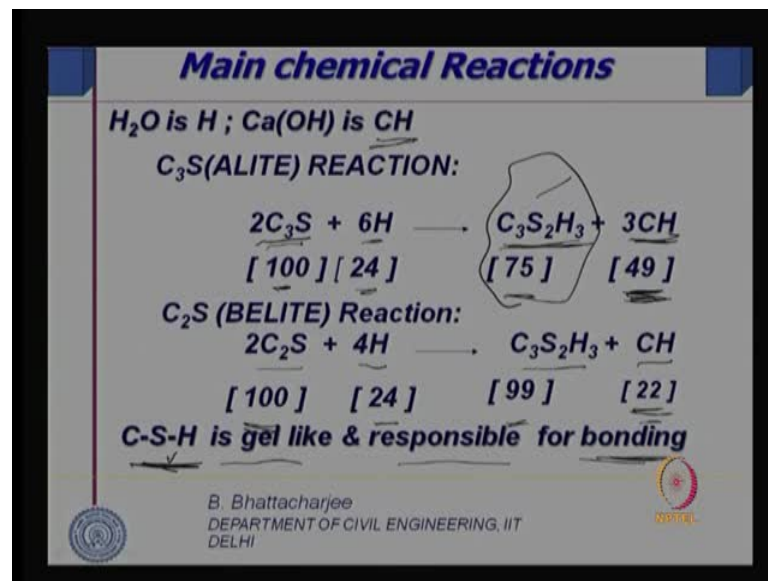 Main chemical Reactions
H₂O is H ; Ca(OH) is CH
C₃S(ALITE) REACTION:
2C₃S + 6H → C₃S₂H₃ + 3CH
[ 100 ] [ 24 ] [ 75 ] [ 49 ]
C₂S (BELITE) Reaction:
2C₂S + 4H → C₃S₂H₃ + CH
[ 100 ] [ 24 ] [ 99 ] [ 22 ]
C-S-H is gel like & responsible for bonding
B. Bhattacharjee
DEPARTMENT OF CIVIL ENGINEERING, IIT
DELHI
NPTEL